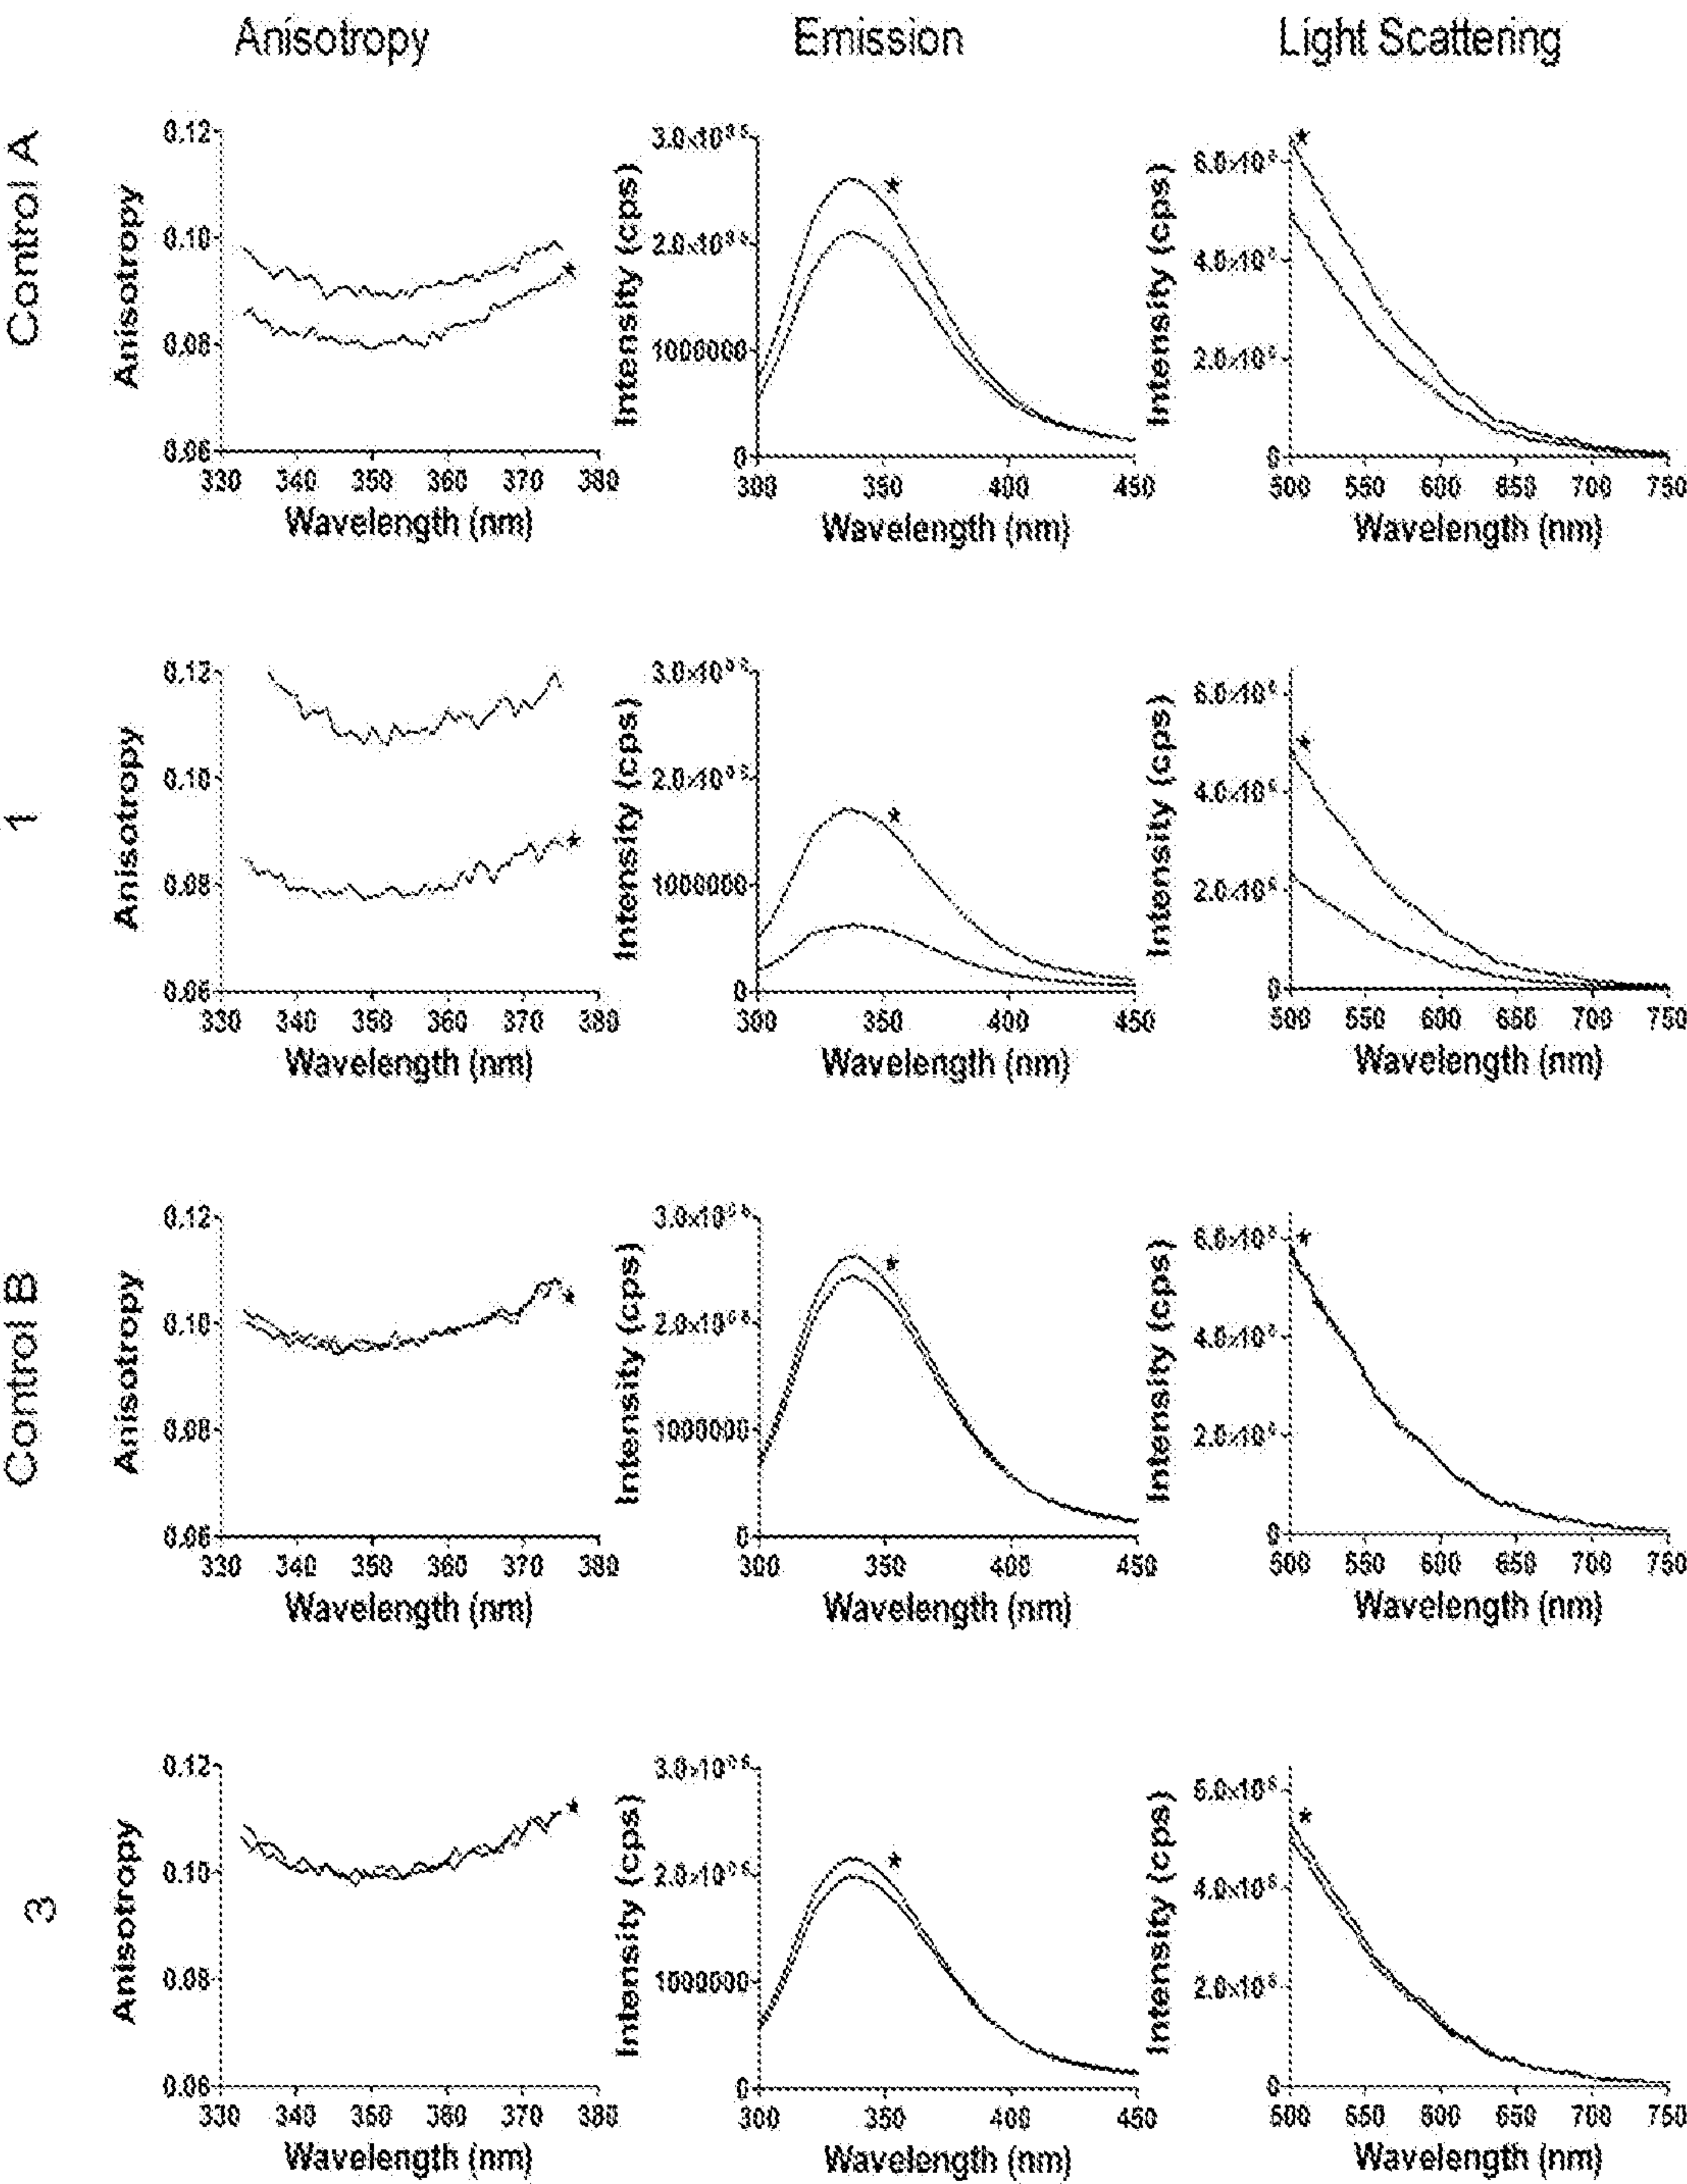 Anisotropy Emission Light Scattering
Control A
Anisotropy
0.12
0.10
0.08
0.06
330 340 350 360 370 380
Wavelength (nm)
Intensity (cps)
1000000
0
300 350 400 450
Wavelength (nm)
Intensity (cps)
0
500 550 600 650 700 750
Wavelength (nm)
1
Anisotropy
0.12
0.10
0.08
0.06
330 340 350 360 370 380
Wavelength (nm)
Intensity (cps)
1000000
0
300 350 400 450
Wavelength (nm)
Intensity (cps)
0
500 550 600 650 700 750
Wavelength (nm)
Control B
Anisotropy
0.12
0.10
0.08
0.06
330 340 350 360 370 380
Wavelength (nm)
Intensity (cps)
1000000
0
300 350 400 450
Wavelength (nm)
Intensity (cps)
0
500 550 600 650 700 750
Wavelength (nm)
3
Anisotropy
0.12
0.10
0.08
0.06
330 340 350 360 370 380
Wavelength (nm)
Intensity (cps)
1000000
0
300 350 400 450
Wavelength (nm)
Intensity (cps)
0
500 550 600 650 700 750
Wavelength (nm)